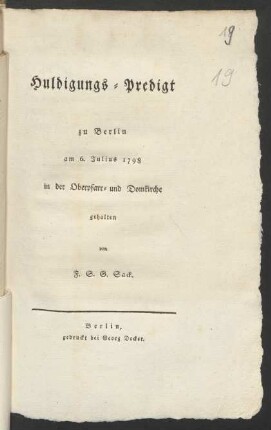 19
19
Huldigungs-Predigt
zu Berlin
am 6. Julius 1798
in der Oberpfarr- und Domkirche
gehalten
von
F. S. G. Sack.
Berlin,
gedruckt bei Georg Decker.